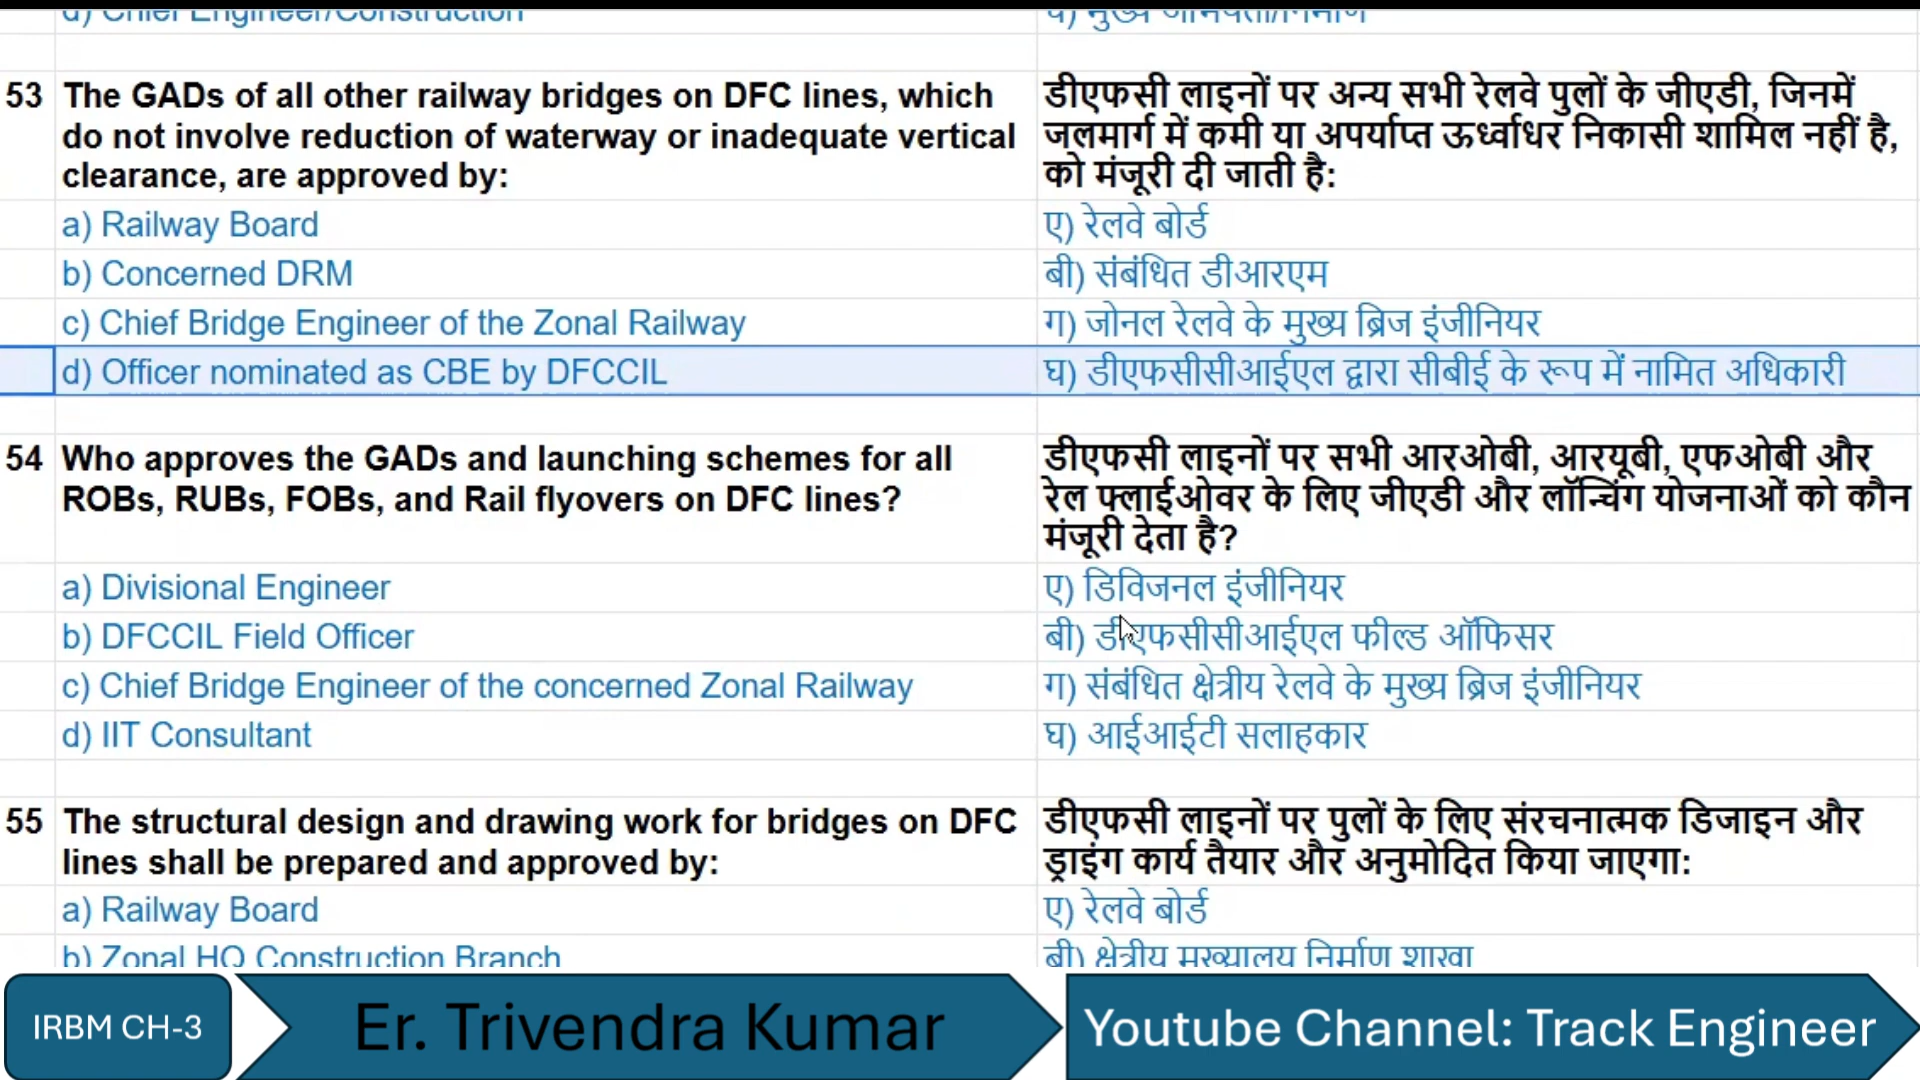 d) Chief Engineer/Construction
घ) मुख्य अभियंता/निर्माण
53
The GADs of all other railway bridges on DFC lines, which
do not involve reduction of waterway or inadequate vertical
clearance, are approved by:
डीएफसी लाइनों पर अन्य सभी रेलवे पुलों के जीएडी, जिनमें
जलमार्ग में कमी या अपर्याप्त ऊर्ध्वाधर निकासी शामिल नहीं है,
को मंजूरी दी जाती है:
a) Railway Board
ए) रेलवे बोर्ड
b) Concerned DRM
बी) संबंधित डीआरएम
c) Chief Bridge Engineer of the Zonal Railway
ग) जोनल रेलवे के मुख्य ब्रिज इंजीनियर
d) Officer nominated as CBE by DFCCIL
घ) डीएफसीसीआईएल द्वारा सीबीई के रूप में नामित अधिकारी
54
Who approves the GADs and launching schemes for all
ROBs, RUBs, FOBs, and Rail flyovers on DFC lines?
डीएफसी लाइनों पर सभी आरओबी, आरयूबी, एफओबी और
रेल फ्लाईओवर के लिए जीएडी और लॉन्चिंग योजनाओं को कौन
मंजूरी देता है?
a) Divisional Engineer
ए) डिविजनल इंजीनियर
b) DFCCIL Field Officer
बी) डीएफसीसीआईएल फील्ड ऑफिसर
c) Chief Bridge Engineer of the concerned Zonal Railway
ग) संबंधित क्षेत्रीय रेलवे के मुख्य ब्रिज इंजीनियर
d) IIT Consultant
घ) आईआईटी सलाहकार
55
The structural design and drawing work for bridges on DFC
lines shall be prepared and approved by:
डीएफसी लाइनों पर पुलों के लिए संरचनात्मक डिजाइन और
ड्राइंग कार्य तैयार और अनुमोदित किया जाएगा:
a) Railway Board
ए) रेलवे बोर्ड
b) Zonal HQ Construction Branch
बी) क्षेत्रीय मुख्यालय निर्माण शाखा
IRBM CH-3
Er. Trivendra Kumar
Youtube Channel: Track Engineer